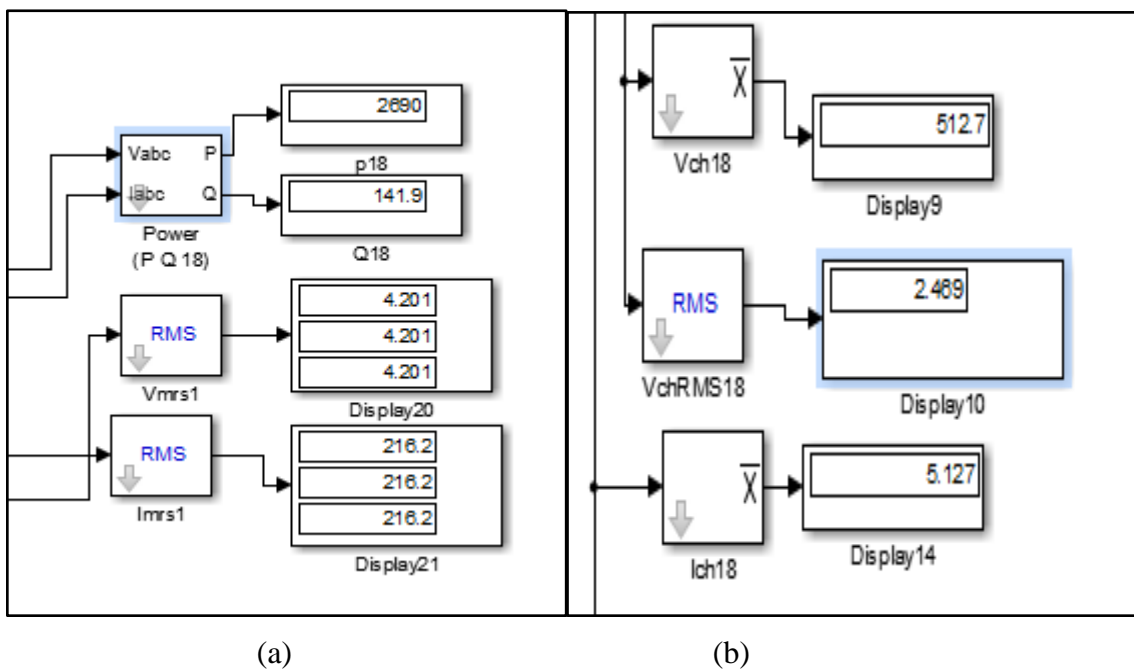 2690
Vabc P
p18
Iabc Q
141.9
Power
(P Q 18)
Q18
RMS
4.201
4.201
4.201
Vmrs1
Display20
RMS
216.2
216.2
216.2
Imrs1
Display21
(a)
X
512.7
Vch18
Display9
RMS
2.469
VchRMS18
Display10
X
5.127
Ich18
Display14
(b)